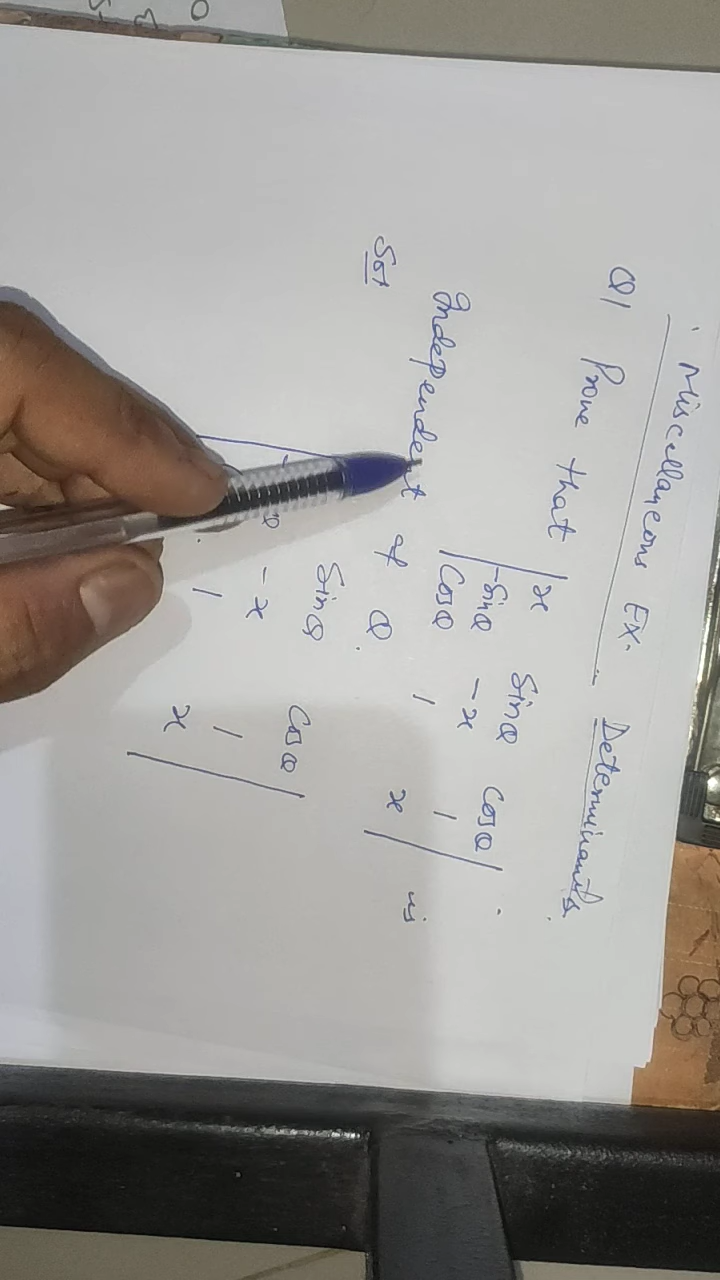 Miscellaneous Ex. Determinants
Q1 Prove that | x Sinθ Cosθ |
-Sinθ -x 1
Cosθ 1 x | is
Independent of θ.
Sol
Sinθ Cosθ |
-x 1
1 x |